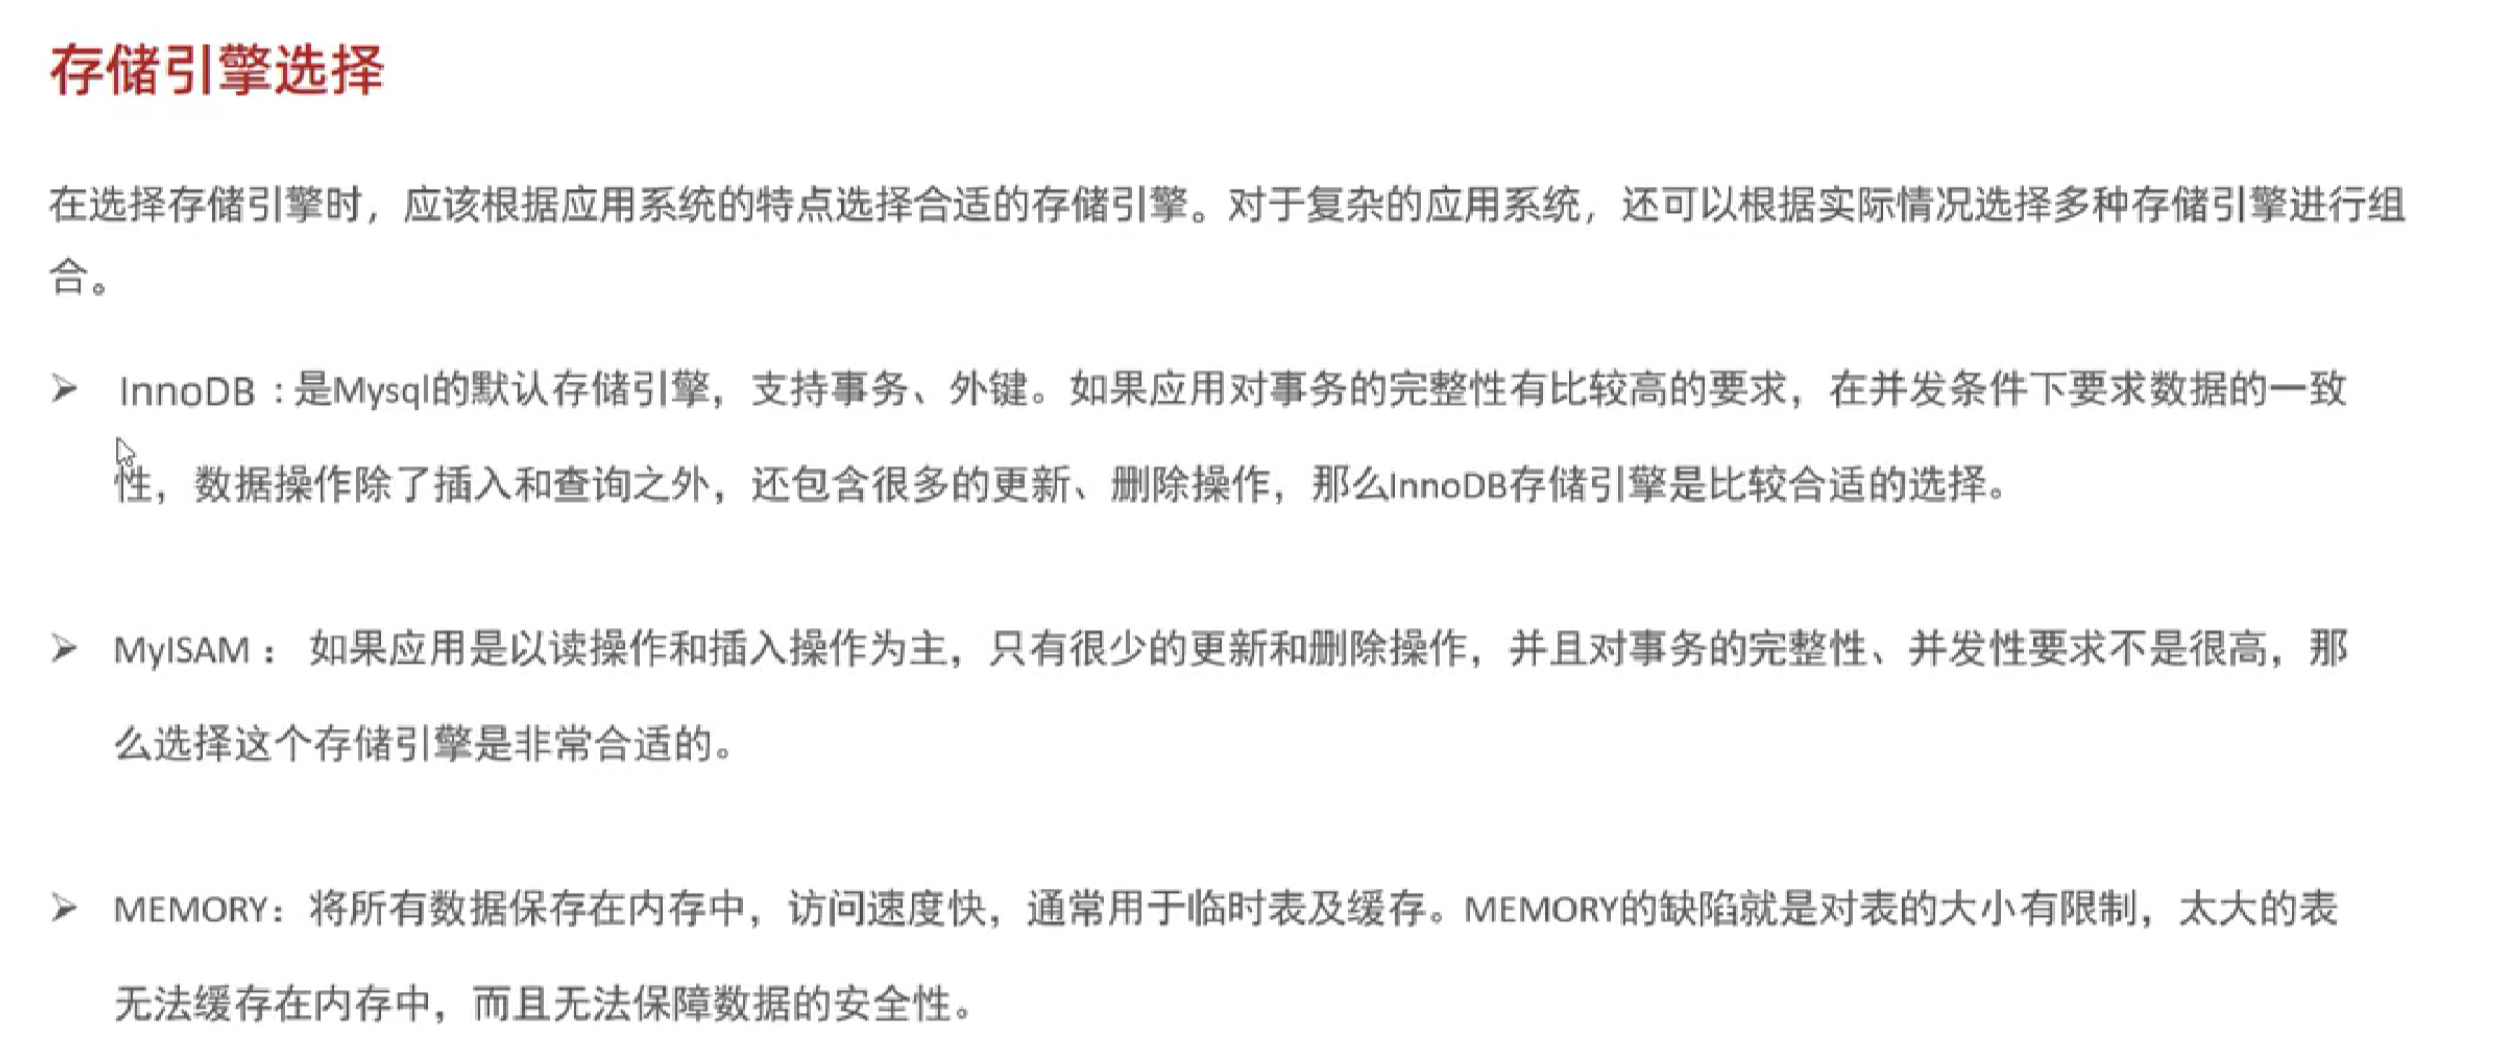 存储引擎选择
在选择存储引擎时，应该根据应用系统的特点选择合适的存储引擎。对于复杂的应用系统，还可以根据实际情况选择多种存储引擎进行组
合。
➢ InnoDB : 是Mysql的默认存储引擎，支持事务、外键。如果应用对事务的完整性有比较高的要求，在并发条件下要求数据的一致
性，数据操作除了插入和查询之外，还包含很多的更新、删除操作，那么InnoDB存储引擎是比较合适的选择。
➢ MyISAM ： 如果应用是以读操作和插入操作为主，只有很少的更新和删除操作，并且对事务的完整性、并发性要求不是很高，那
么选择这个存储引擎是非常合适的。
➢ MEMORY：将所有数据保存在内存中，访问速度快，通常用于临时表及缓存。MEMORY的缺陷就是对表的大小有限制，太大的表
无法缓存在内存中，而且无法保障数据的安全性。